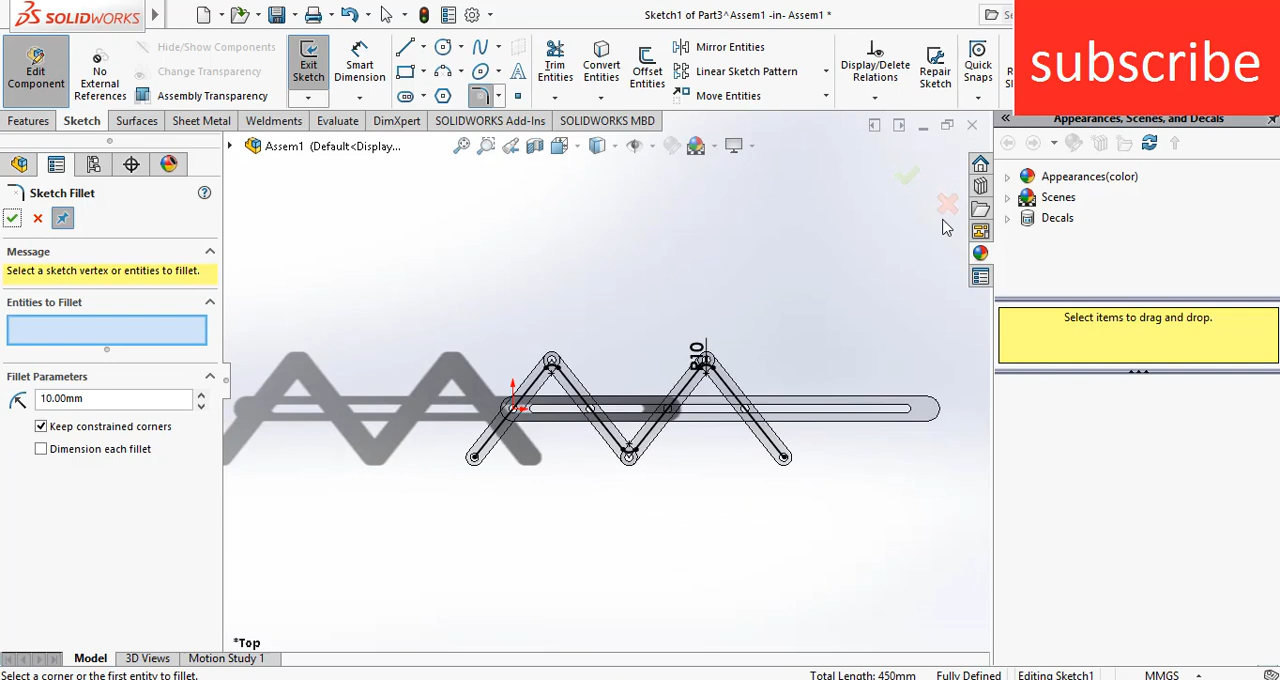 SOLIDWORKS
Sketch1 of Part3^Assem1 -in- Assem1 *
subscribe
Edit Component
No External References
Hide/Show Components
Change Transparency
Assembly Transparency
Exit Sketch
Smart Dimension
Trim Entities
Convert Entities
Offset Entities
Mirror Entities
Linear Sketch Pattern
Move Entities
Display/Delete Relations
Repair Sketch
Quick Snaps
Features
Sketch
Surfaces
Sheet Metal
Weldments
Evaluate
DimXpert
SOLIDWORKS Add-Ins
SOLIDWORKS MBD
Appearances, Scenes, and Decals
Assem1 (Default<Display...
Sketch Fillet
Message
Select a sketch vertex or entities to fillet.
Entities to Fillet
Fillet Parameters
10.00mm
Keep constrained corners
Dimension each fillet
Appearances(color)
Scenes
Decals
Select items to drag and drop.
R10
*Top
Model
3D Views
Motion Study 1
Select a corner or the first entity to fillet.
Total Length: 450mm
Fully Defined
Editing Sketch1
MMGS